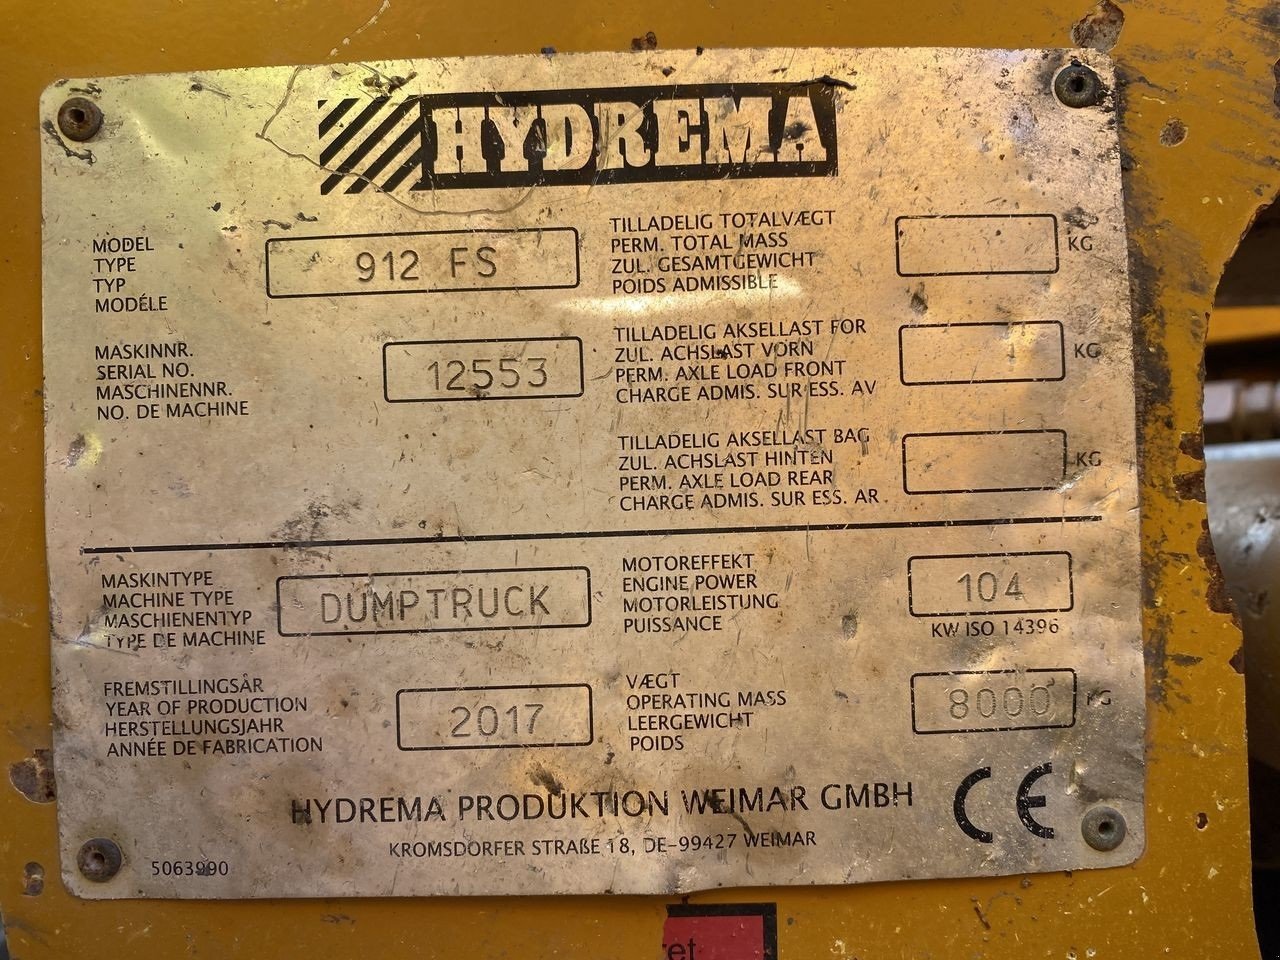 HYDREMA
MODEL
TYPE
TYP
MODÉLE
912 FS
TILLADELIG TOTALVÆGT
PERM. TOTAL MASS
ZUL. GESAMTGEWICHT
POIDS ADMISSIBLE
KG
MASKINNR.
SERIAL NO.
MASCHINENNR.
NO. DE MACHINE
12553
TILLADELIG AKSELLAST FOR
ZUL. ACHSLAST VORN
PERM. AXLE LOAD FRONT
CHARGE ADMIS. SUR ESS. AV
KG
TILLADELIG AKSELLAST BAG
ZUL. ACHSLAST HINTEN
PERM. AXLE LOAD REAR
CHARGE ADMIS. SUR ESS. AR
KG
MASKINTYPE
MACHINE TYPE
MASCHIENENTYP
TYPE DE MACHINE
DUMPTRUCK
MOTOREFFEKT
ENGINE POWER
MOTORLEISTUNG
PUISSANCE
104
KW ISO 14396
FREMSTILLINGSÅR
YEAR OF PRODUCTION
HERSTELLUNGSJAHR
ANNÉE DE FABRICATION
2017
VÆGT
OPERATING MASS
LEERGEWICHT
POIDS
8000
KG
HYDREMA PRODUKTION WEIMAR GMBH
KROMSDORFER STRAßE 18, DE-99427 WEIMAR
CE
5063990
ret